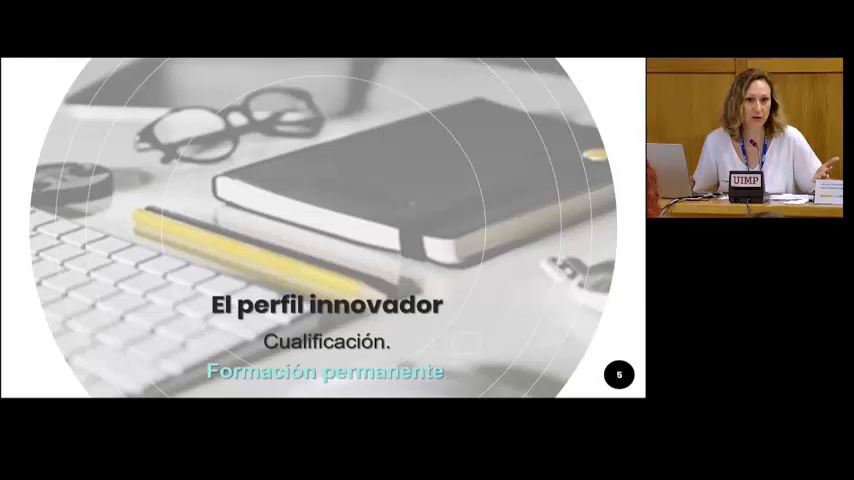 El perfil innovador
Cualificación.
Formación permanente
5
UIMP